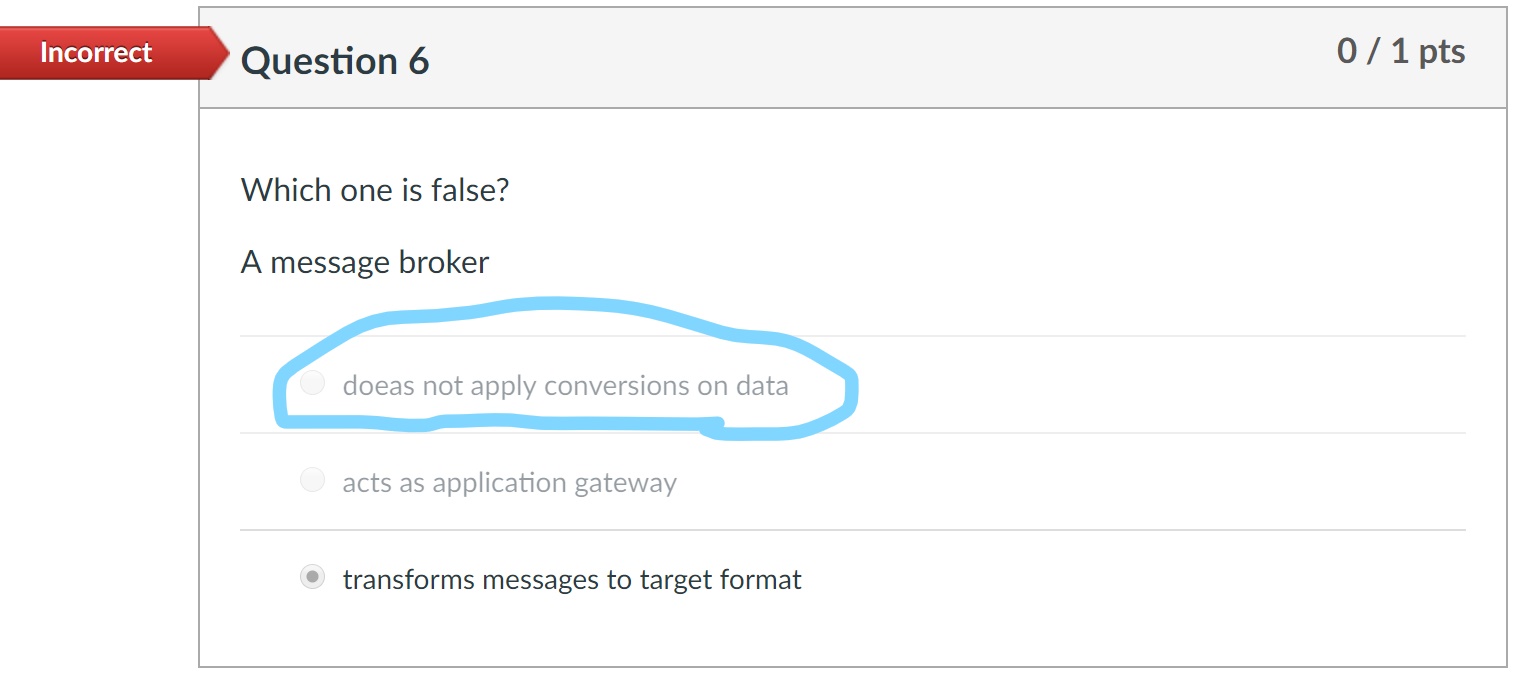 Incorrect
Question 6
0 / 1 pts
Which one is false?
A message broker
doeas not apply conversions on data
acts as application gateway
transforms messages to target format